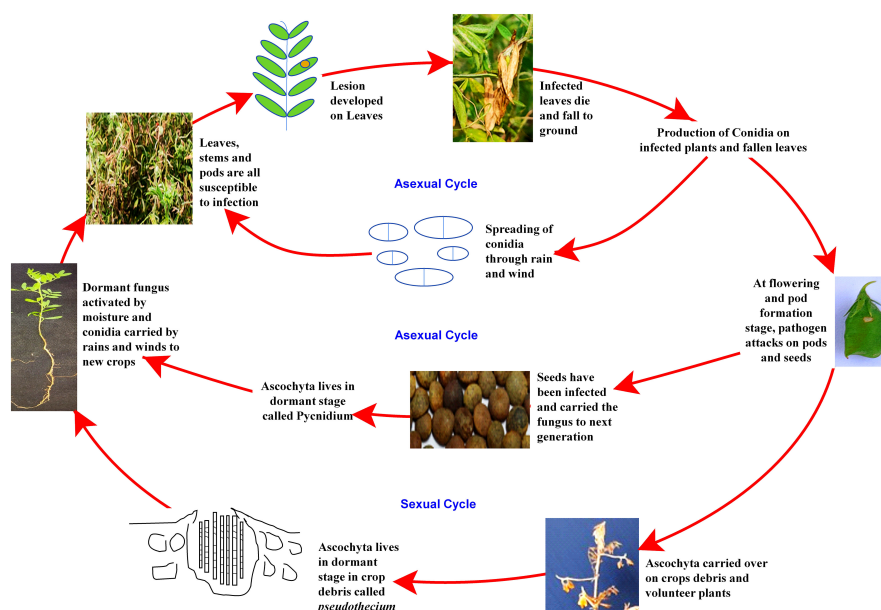 Lesion
developed
on Leaves
Infected
leaves die
and fall to
ground
Production of Conidia on
infected plants and fallen leaves
Leaves,
stems and
pods are all
susceptible
to infection
Asexual Cycle
Spreading of
conidia
through rain
and wind
At flowering
and pod
formation
stage, pathogen
attacks on pods
and seeds
Dormant fungus
activated by
moisture and
conidia carried by
rains and winds to
new crops
Asexual Cycle
Ascochyta lives in
dormant stage
called Pycnidium
Seeds have
been infected
and carried the
fungus to next
generation
Sexual Cycle
Ascochyta lives
in dormant
stage in crop
debris called
pseudothecium
Ascochyta carried over
on crops debris and
volunteer plants